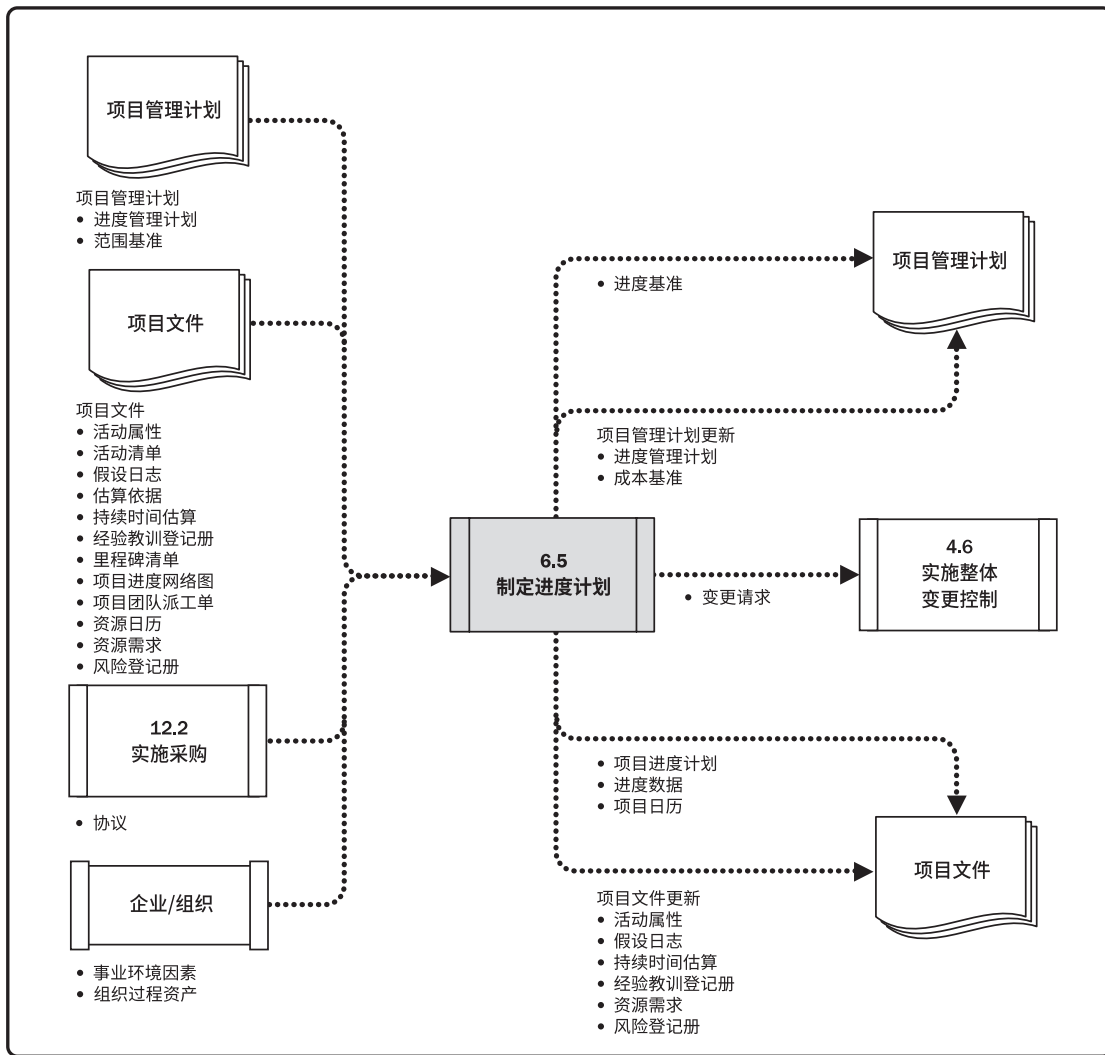 项目管理计划
项目管理计划
• 进度管理计划
• 范围基准
项目文件
项目文件
• 活动属性
• 活动清单
• 假设日志
• 估算依据
• 持续时间估算
• 经验教训登记册
• 里程碑清单
• 项目进度网络图
• 项目团队派工单
• 资源日历
• 资源需求
• 风险登记册
12.2
实施采购
• 协议
企业/组织
• 事业环境因素
• 组织过程资产
6.5
制定进度计划
• 进度基准
项目管理计划
项目管理计划更新
• 进度管理计划
• 成本基准
• 变更请求
4.6
实施整体
变更控制
• 项目进度计划
• 进度数据
• 项目日历
项目文件
项目文件更新
• 活动属性
• 假设日志
• 持续时间估算
• 经验教训登记册
• 资源需求
• 风险登记册